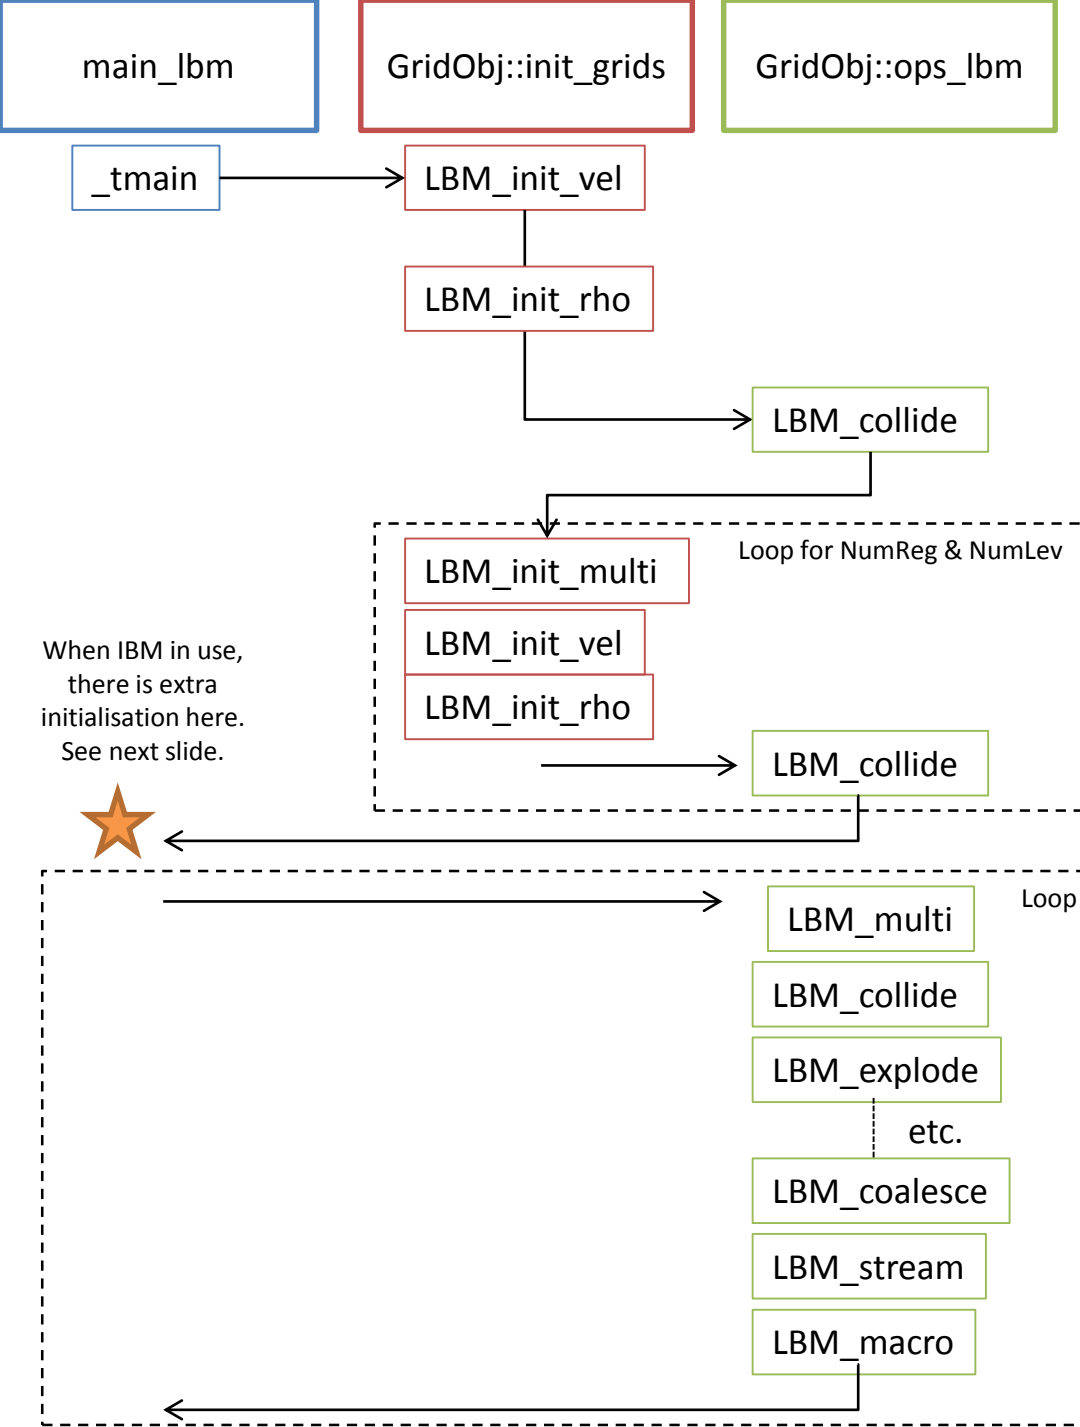 main_lbm
GridObj::init_grids
GridObj::ops_lbm
_tmain
LBM_init_vel
LBM_init_rho
LBM_collide
Loop for NumReg & NumLev
LBM_init_multi
LBM_init_vel
LBM_init_rho
LBM_collide
When IBM in use,
there is extra
initialisation here.
See next slide.
Loop
LBM_multi
LBM_collide
LBM_explode
etc.
LBM_coalesce
LBM_stream
LBM_macro